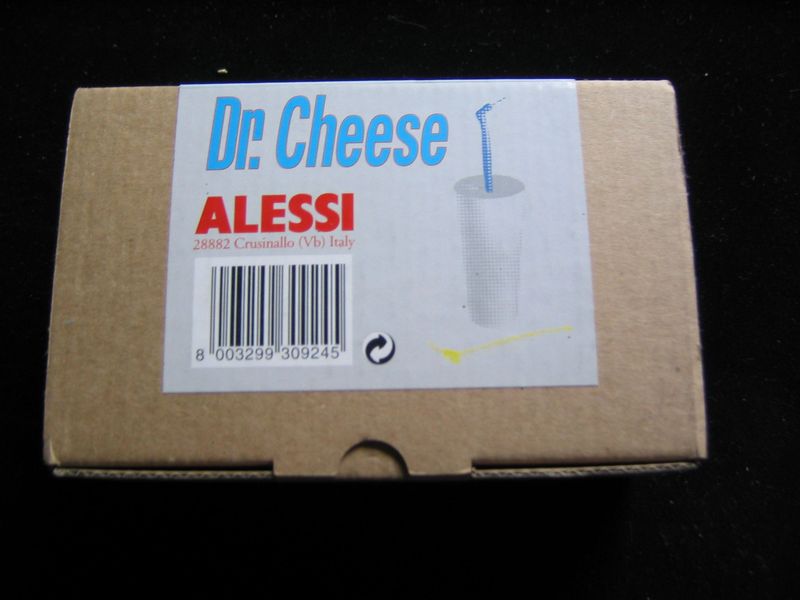 Dr. Cheese
ALESSI
28882 Crusinallo (Vb) Italy
8 003299 309245